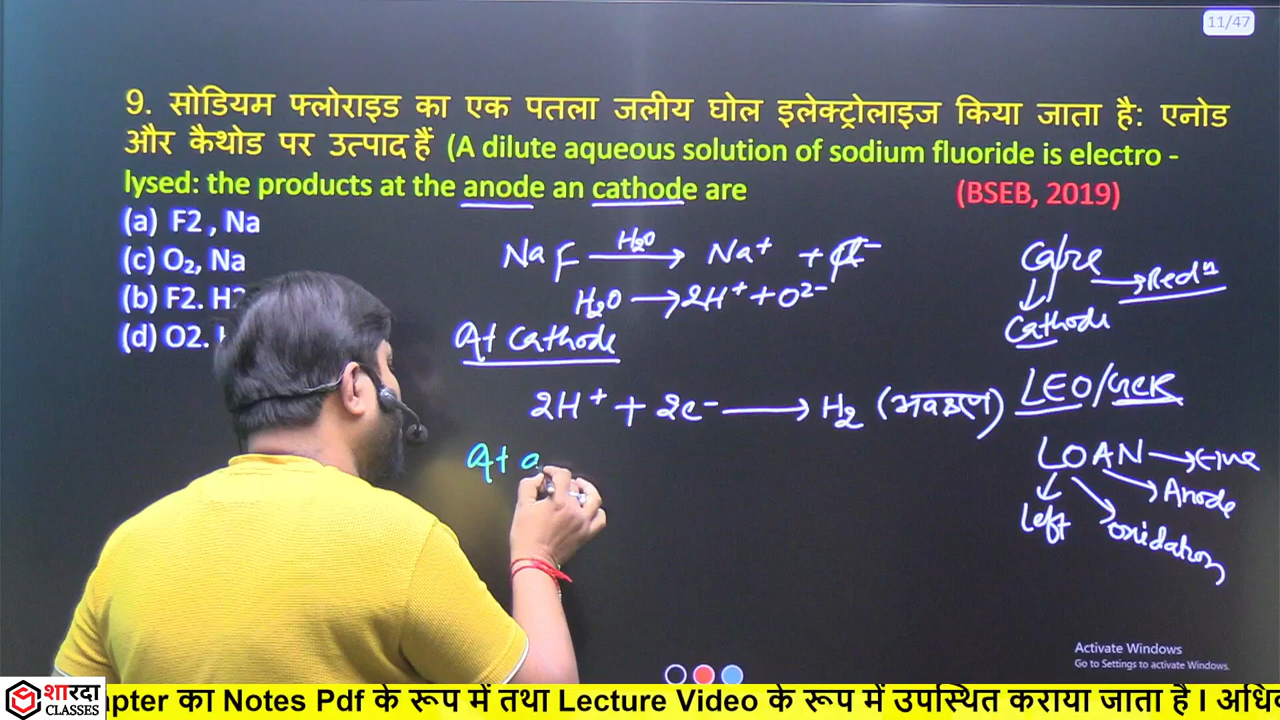 11/47
9. सोडियम फ्लोराइड का एक पतला जलीय घोल इलेक्ट्रोलाइज किया जाता है: एनोड
और कैथोड पर उत्पाद हैं (A dilute aqueous solution of sodium fluoride is electro -
lysed: the products at the anode an cathode are (BSEB, 2019)
(a) F2 , Na
(c) O₂, Na
(b) F2. H2
(d) O2.
NaF H₂O → Na⁺ +
H₂O → 2H⁺ + O²⁻
At Cathode
2H⁺ + 2e⁻ → H₂ (अवकरण)
At a
→ Redⁿ
Cathode
LEO/GER
LOAN → -ive
Left
Anode
oxidation
Activate Windows
Go to Settings to activate Windows.
शारदा
CLASSES
apter का Notes Pdf के रूप में तथा Lecture Video के रूप में उपस्थित कराया जाता है I